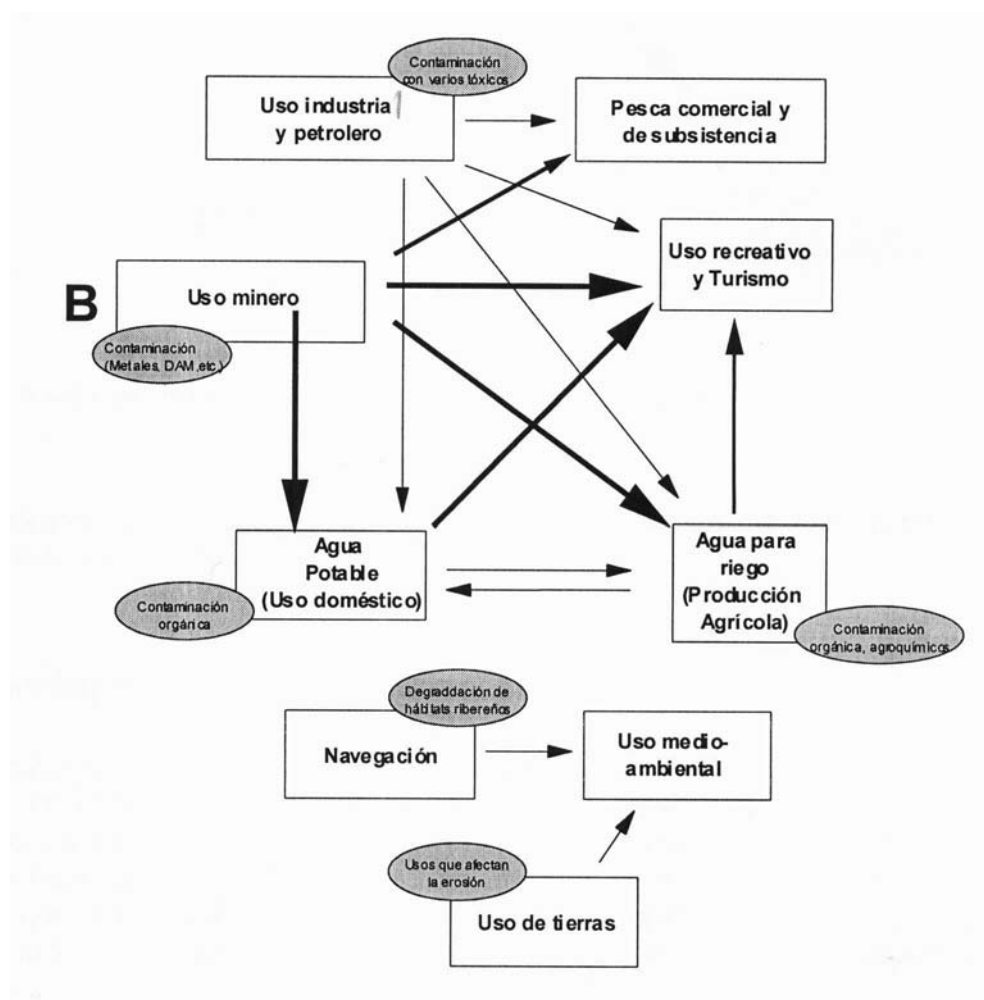 Contaminación
con varios tóxicos
Uso industrial
y petrolero
Pesca comercial y
de subsistencia
Uso recreativo
y Turismo
B
Uso minero
Contaminación
(Metales, DAM,etc.)
Agua
Potable
(Uso doméstico)
Contaminación
orgánica
Agua para
riego
(Producción
Agrícola)
Contaminación
orgánica, agroquímicos
Degraddación de
hábitats ribereños
Navegación
Uso medio-
ambiental
Usos que afectan
la erosión
Uso de tierras